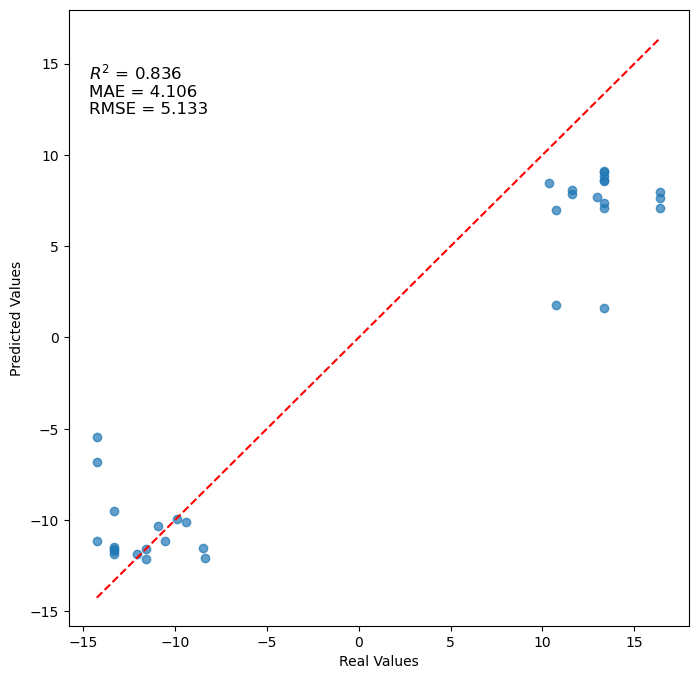 R² = 0.836
MAE = 4.106
RMSE = 5.133
15
10
5
0
−5
−10
−15
Predicted Values
−15 −10 −5 0 5 10 15
Real Values